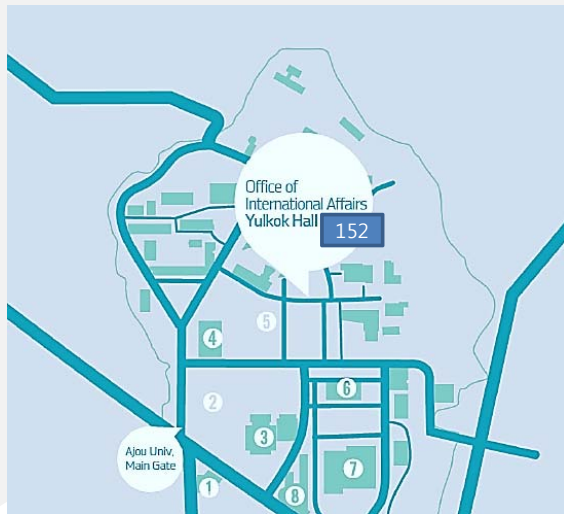 Office of
International Affairs
Yulkok Hall
152
5
4
6
2
3
Ajou Univ,
Main Gate
7
1
8